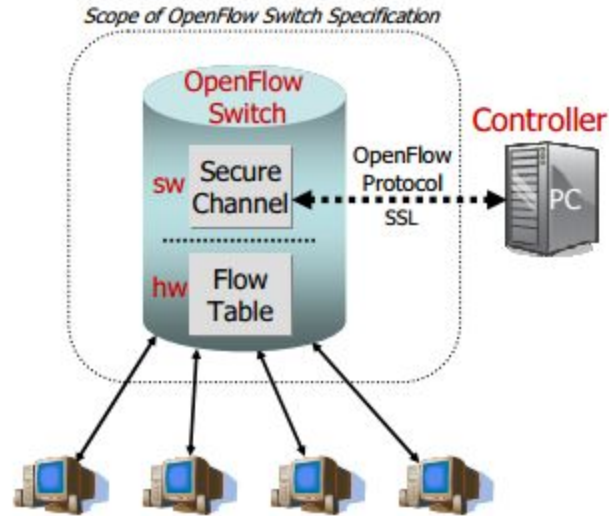 Scope of OpenFlow Switch Specification
OpenFlow
Switch
Controller
sw
Secure
Channel
OpenFlow
Protocol
SSL
PC
hw
Flow
Table